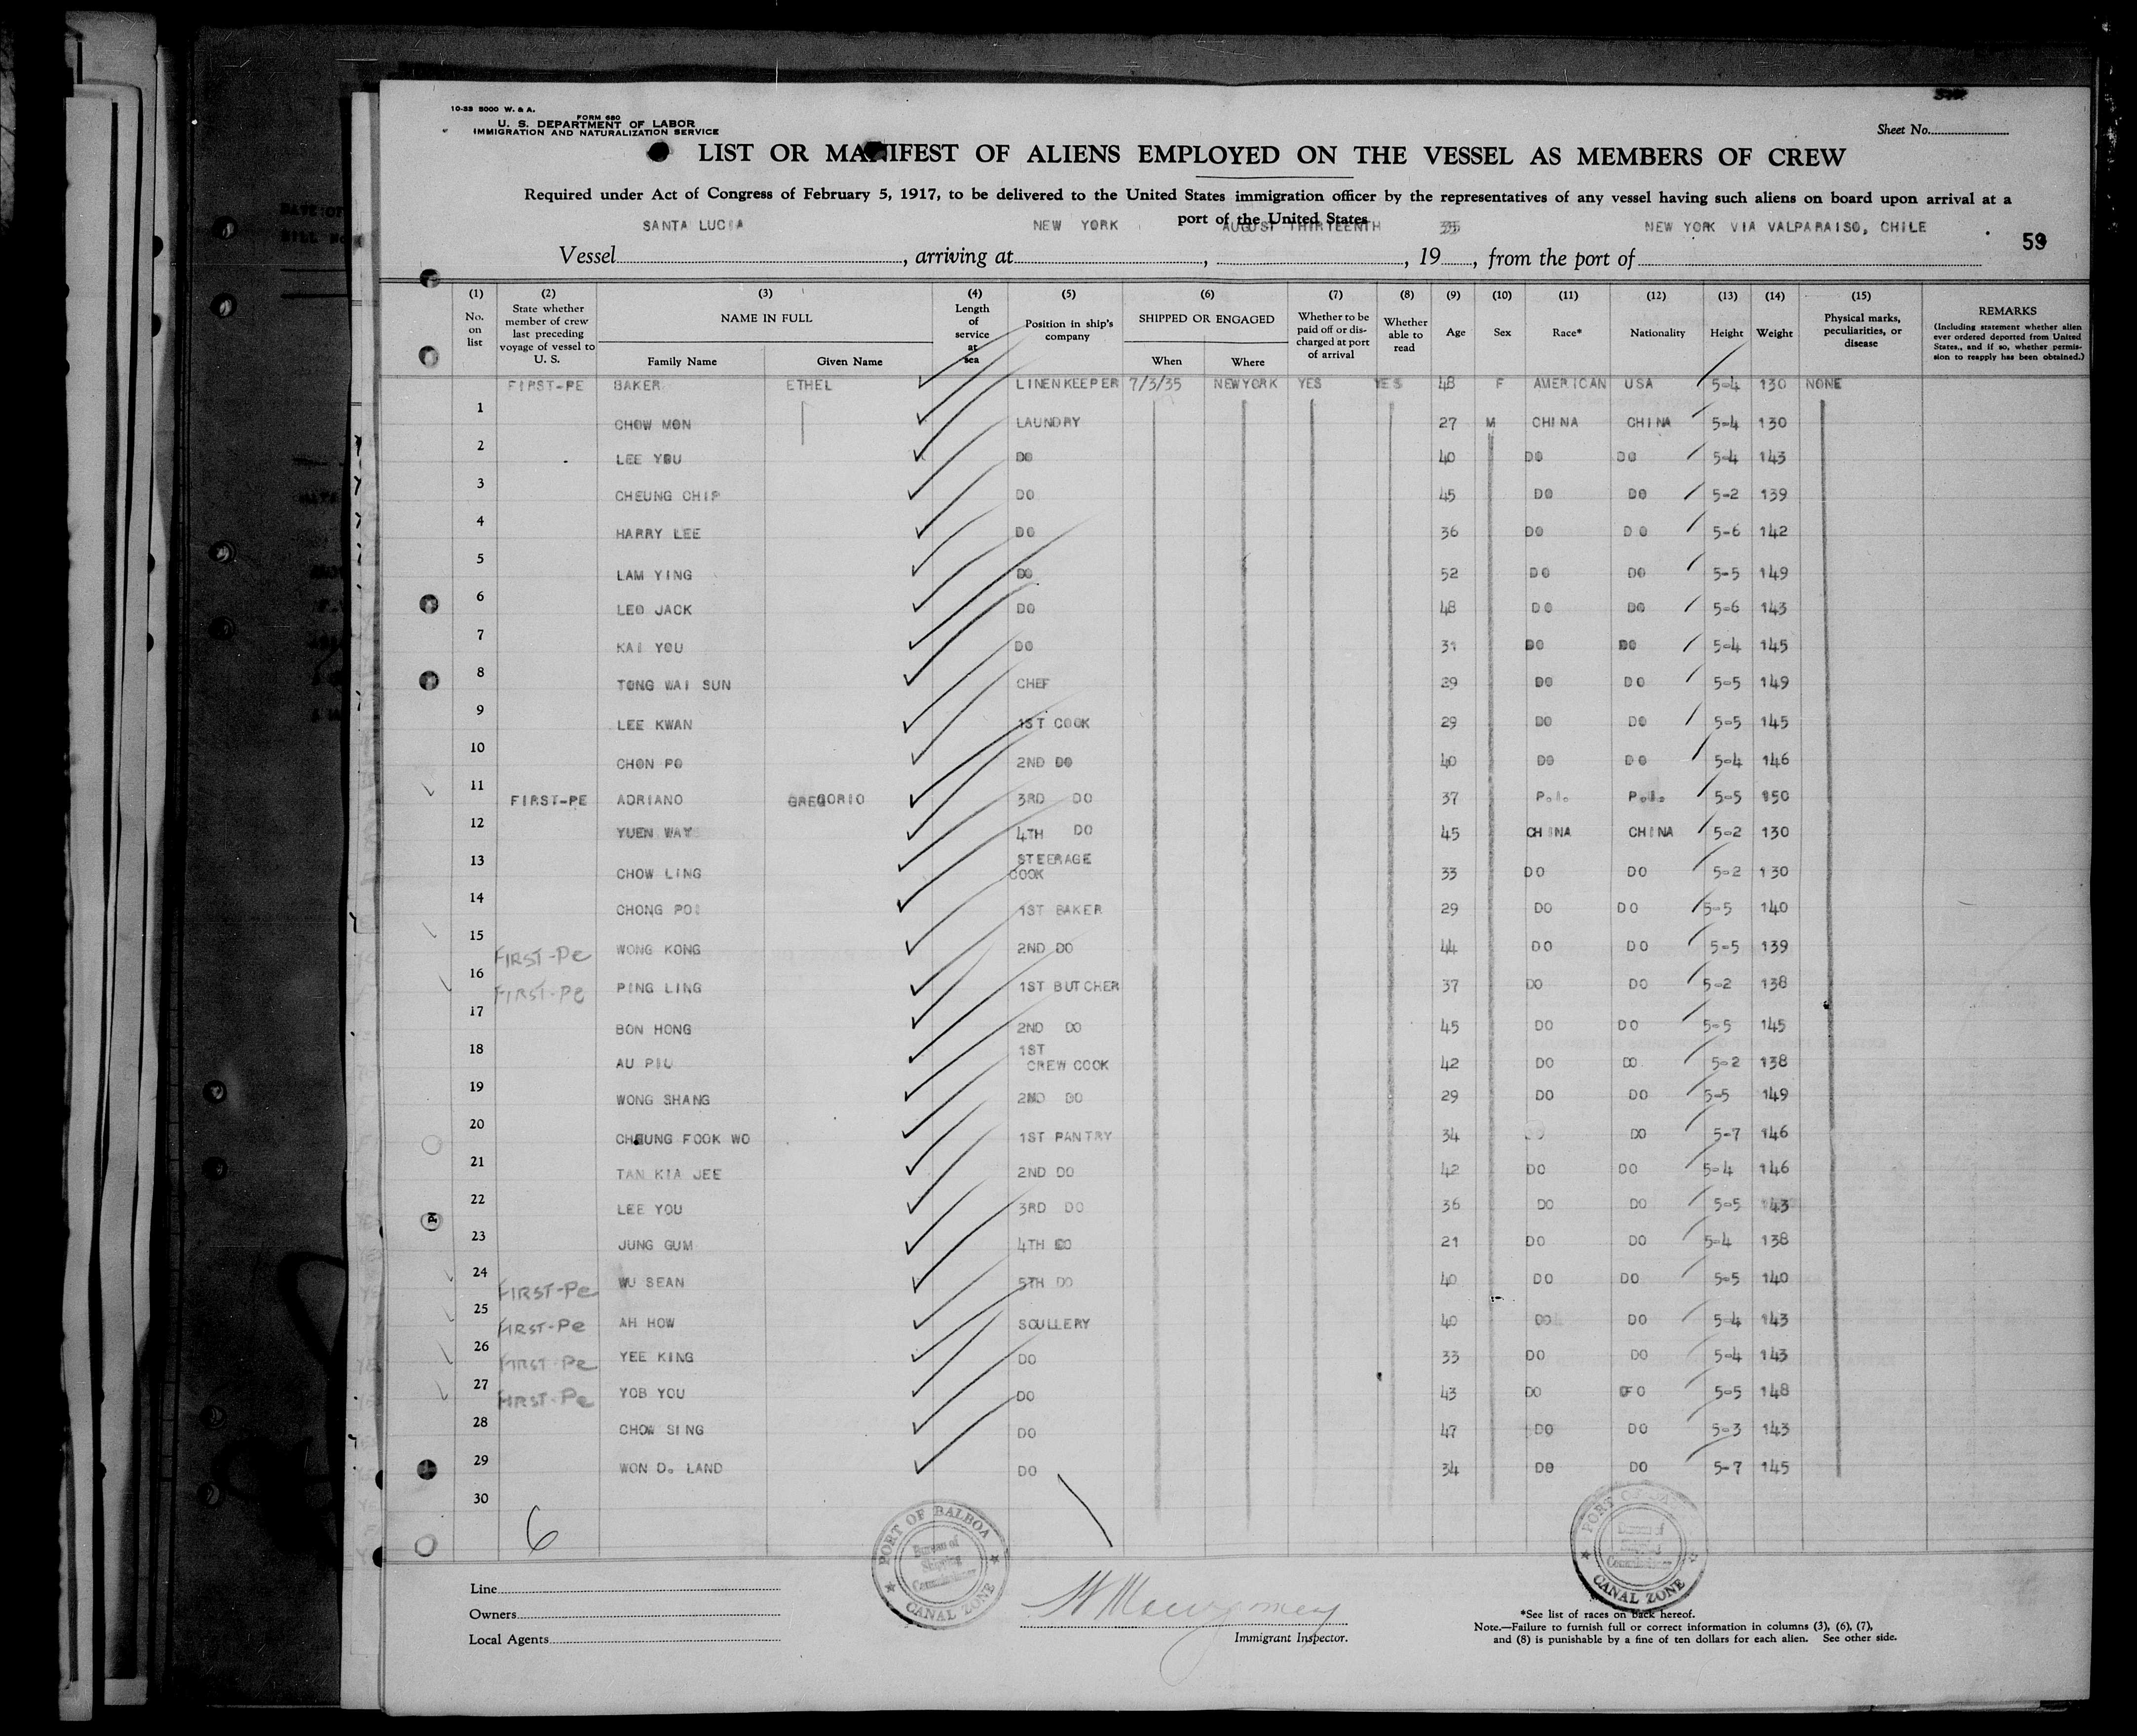 10-33 5000 W. & A.
FORM 680
U. S. DEPARTMENT OF LABOR
IMMIGRATION AND NATURALIZATION SERVICE
Sheet No.
LIST OR MANIFEST OF ALIENS EMPLOYED ON THE VESSEL AS MEMBERS OF CREW
Required under Act of Congress of February 5, 1917, to be delivered to the United States immigration officer by the representatives of any vessel having such aliens on board upon arrival at a
port of the United States
SANTA LUCIA NEW YORK AUGUST THIRTEENTH 35 NEW YORK VIA VALPARAISO, CHILE
59
Vessel, arriving at, , 19, from the port of
(1) (2) (3) (4) (5) (6) (7) (8) (9) (10) (11) (12) (13) (14) (15)
No. on list
State whether member of crew last preceding voyage of vessel to U. S.
NAME IN FULL
Family Name Given Name
Length of service at sea
Position in ship's company
SHIPPED OR ENGAGED
When Where
Whether to be paid off or discharged at port of arrival
Whether able to read
Age
Sex
Race*
Nationality
Height
Weight
Physical marks, peculiarities, or disease
REMARKS
(Including statement whether alien ever ordered deported from United States, and if so, whether permission to reapply has been obtained.)
FIRST-PE BAKER ETHEL LINENKEEPER 7/3/35 NEWYORK YES YES 48 F AMERICAN USA 5-4 130 NONE
1 CHOW MON LAUNDRY 27 M CHINA CHINA 5-4 130
2 LEE YOU DO 40 DO DO 5-4 143
3 CHEUNG CHIP DO 45 DO DO 5-2 139
4 HARRY LEE DO 36 DO DO 5-6 142
5 LAM YING DO 52 DO DO 5-5 149
6 LEO JACK DO 48 DO DO 5-6 143
7 KAI YOU DO 31 DO DO 5-4 145
8 TONG WAI SUN CHEF 29 DO DO 5-5 149
9 LEE KWAN 1ST COOK 29 DO DO 5-5 145
10 CHON PO 2ND DO 40 DO DO 5-4 146
11 FIRST-PE ADRIANO GREGORIO 3RD DO 37 P.I. P.I. 5-5 150
12 YUEN WAY 4TH DO 45 CHINA CHINA 5-2 130
13 CHOW LING STEERAGE COOK 33 DO DO 5-2 130
14 CHONG POI 1ST BAKER 29 DO DO 5-5 140
15 FIRST-Pe WONG KONG 2ND DO 44 DO DO 5-5 139
16 FIRST-Pe PING LING 1ST BUTCHER 37 DO DO 5-2 138
17 BON HONG 2ND DO 45 DO DO 5-5 145
18 AU PIU 1ST CREW COOK 42 DO DO 5-2 138
19 WONG SHANG 2ND DO 29 DO DO 5-5 149
20 CHEUNG FOOK WO 1ST PANTRY 34 DO 5-7 146
21 TAN KIA JEE 2ND DO 42 DO DO 5-4 146
22 LEE YOU 3RD DO 36 DO DO 5-5 143
23 JUNG GUM 4TH DO 21 DO DO 5-4 138
24 FIRST-Pe WU SEAN 5TH DO 40 DO DO 5-5 140
25 FIRST-Pe AH HOW SCULLERY 40 DO DO 5-4 143
26 FIRST-Pe YEE KING DO 33 DO DO 5-4 143
27 FIRST-Pe YOB YOU DO 43 DO DO 5-5 148
28 CHOW SING DO 47 DO DO 5-3 143
29 WON D. LAND DO 34 DO DO 5-7 145
30
6
PORT OF BALBOA
Bureau of Shipping Commissioner
CANAL ZONE
PORT OF
Bureau of Shipping Commissioner
CANAL ZONE
Line
Owners
Local Agents
Immigrant Inspector.
*See list of races on back hereof.
Note.—Failure to furnish full or correct information in columns (3), (6), (7),
and (8) is punishable by a fine of ten dollars for each alien. See other side.